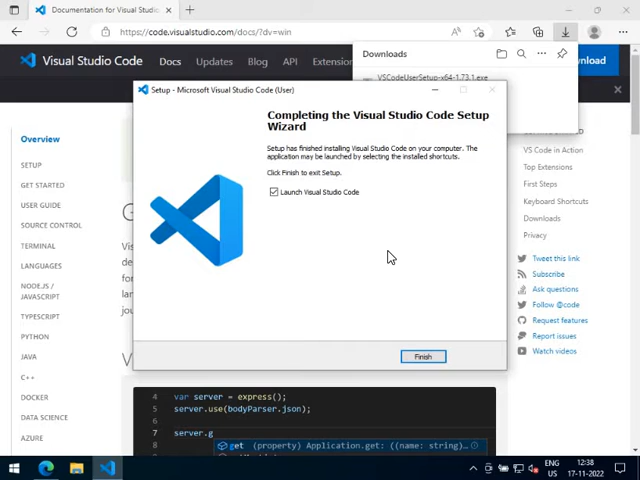 Documentation for Visual Studio
https://code.visualstudio.com/docs/?dv=win
Visual Studio Code
Docs
Updates
Blog
API
Downloads
VSCodeUserSetup-x64-1.73.1.exe
Setup - Microsoft Visual Studio Code (User)
Completing the Visual Studio Code Setup
Wizard
Setup has finished installing Visual Studio Code on your computer. The
application may be launched by selecting the installed shortcuts.
Click Finish to exit Setup.
Launch Visual Studio Code
Finish
Overview
SETUP
GET STARTED
USER GUIDE
SOURCE CONTROL
TERMINAL
LANGUAGES
NODE.JS /
JAVASCRIPT
TYPESCRIPT
PYTHON
JAVA
C++
DOCKER
DATA SCIENCE
AZURE
VS Code in Action
Top Extensions
First Steps
Keyboard Shortcuts
Downloads
Privacy
Tweet this link
Subscribe
Ask questions
Follow @code
Request features
Report issues
Watch videos
4 var server = express();
5 server.use(bodyParser.json);
6
7 server.g
8 get (property) Application.get: ((name: string)...
ENG
US
12:38
17-11-2022